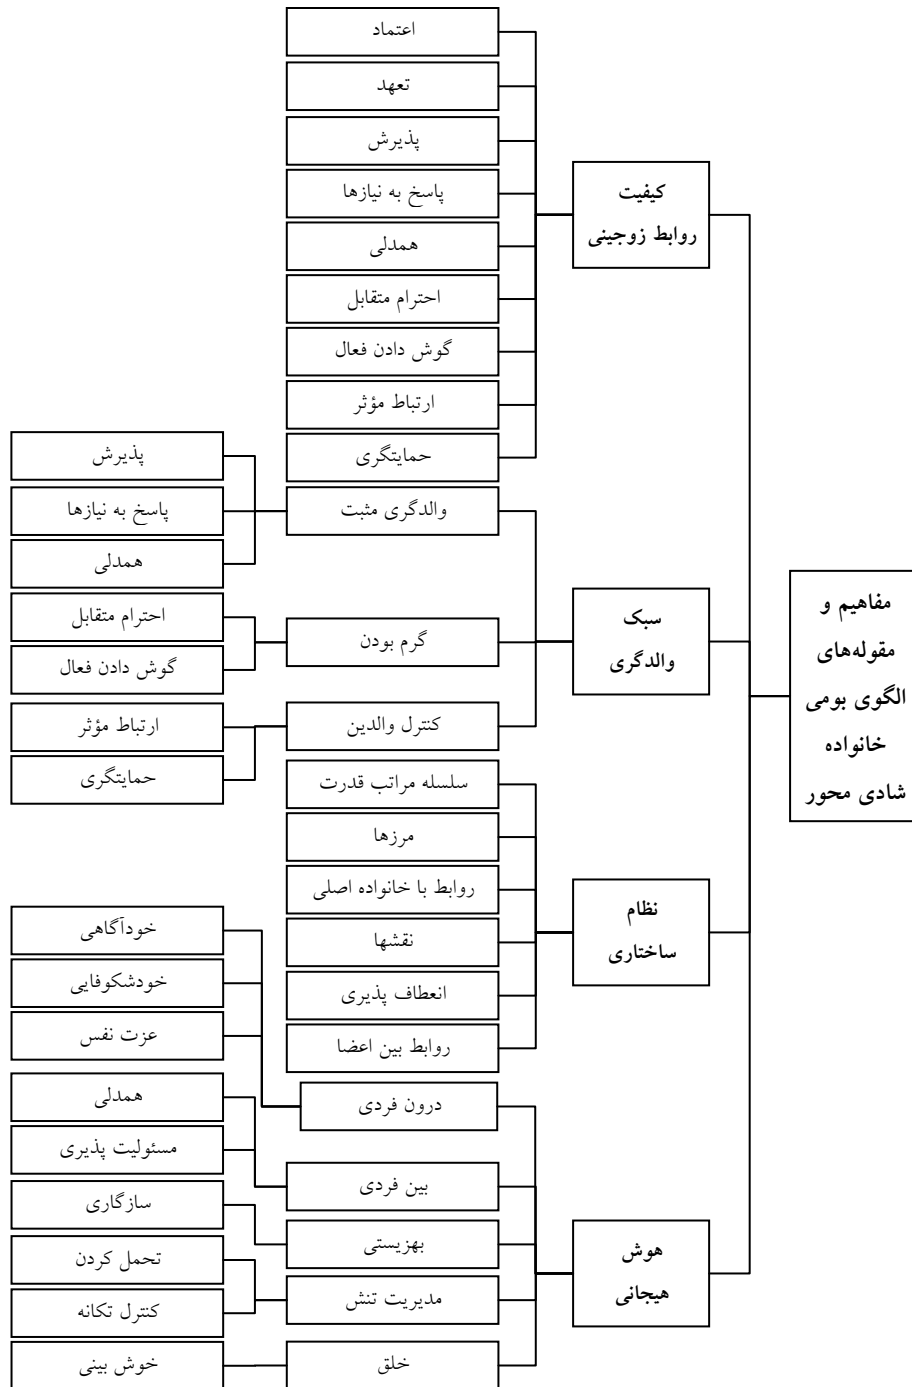 مفاهیم و
مقوله‌های
الگوی بومی
خانواده
شادی محور
کیفیت
روابط زوجینی
اعتماد
تعهد
پذیرش
پاسخ به نیازها
همدلی
احترام متقابل
گوش دادن فعال
ارتباط مؤثر
حمایتگری
سبک
والدگری
والدگری مثبت
پذیرش
پاسخ به نیازها
همدلی
گرم بودن
احترام متقابل
گوش دادن فعال
کنترل والدین
ارتباط مؤثر
حمایتگری
نظام
ساختاری
سلسله مراتب قدرت
مرزها
روابط با خانواده اصلی
نقشها
انعطاف پذیری
روابط بین اعضا
هوش
هیجانی
درون فردی
خودآگاهی
خودشکوفایی
عزت نفس
بین فردی
همدلی
مسئولیت پذیری
بهزیستی
سازگاری
مدیریت تنش
تحمل کردن
کنترل تکانه
خلق
خوش بینی